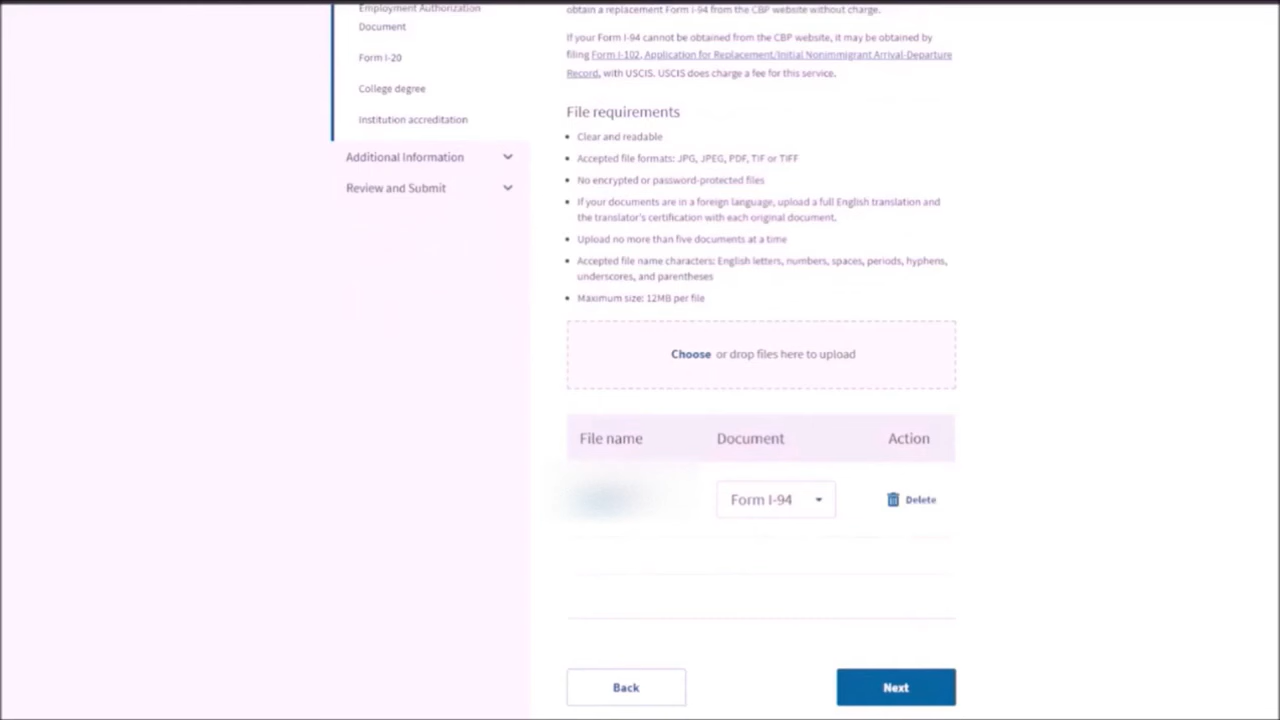 Employment Authorization
Document
Form I-20
College degree
Institution accreditation
Additional Information
Review and Submit
obtain a replacement Form I-94 from the CBP website without charge.
If your Form I-94 cannot be obtained from the CBP website, it may be obtained by
filing Form I-102, Application for Replacement/Initial Nonimmigrant Arrival-Departure
Record, with USCIS. USCIS does charge a fee for this service.
File requirements
• Clear and readable
• Accepted file formats: JPG, JPEG, PDF, TIF or TIFF
• No encrypted or password-protected files
• If your documents are in a foreign language, upload a full English translation and
the translator's certification with each original document.
• Upload no more than five documents at a time
• Accepted file name characters: English letters, numbers, spaces, periods, hyphens,
underscores, and parentheses
• Maximum size: 12MB per file
Choose or drop files here to upload
File name Document Action
Form I-94 Delete
Back Next